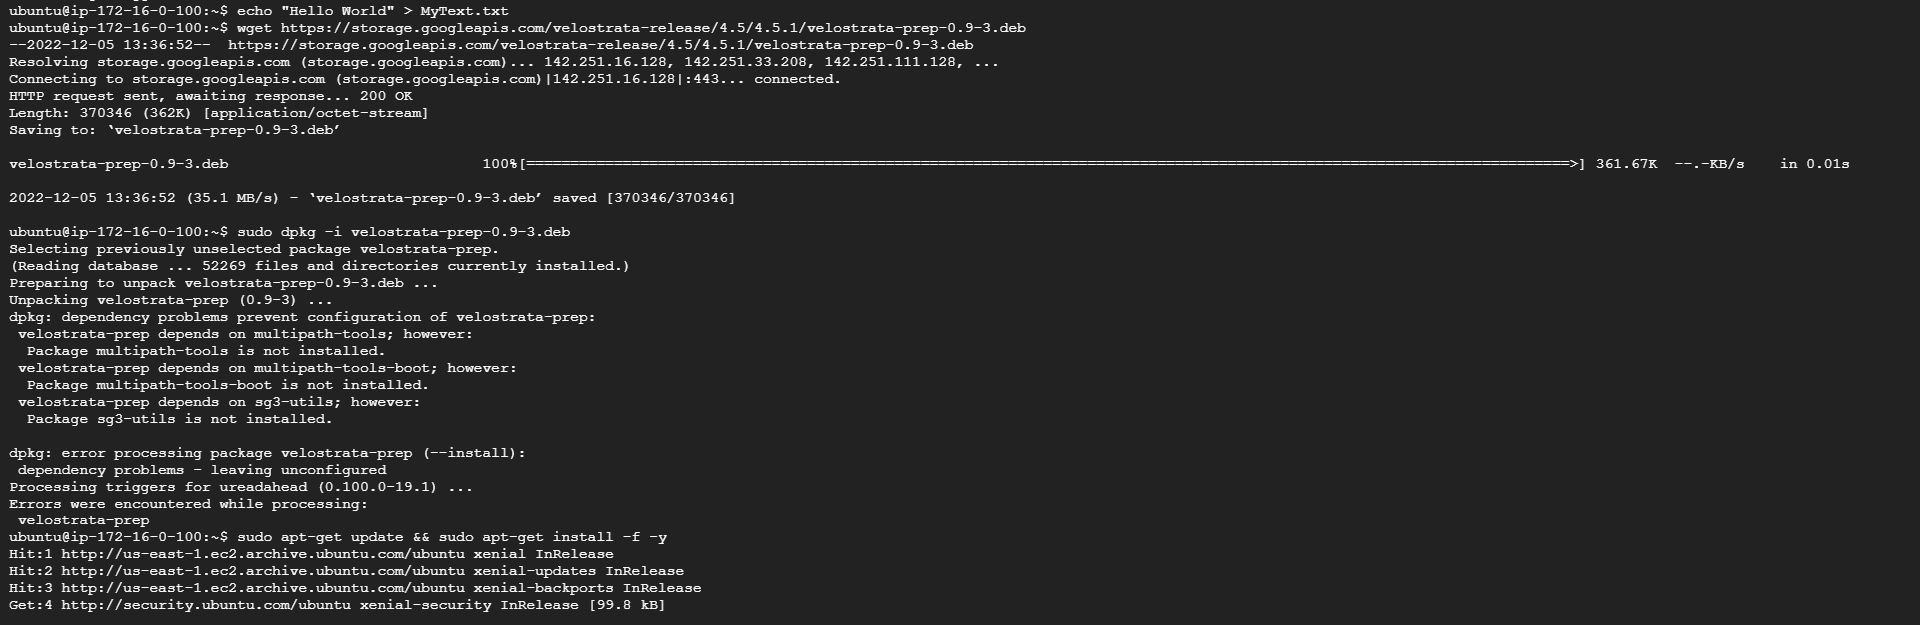 ubuntu@ip-172-16-0-100:~$ echo "Hello World" > MyText.txt
ubuntu@ip-172-16-0-100:~$ wget https://storage.googleapis.com/velostrata-release/4.5/4.5.1/velostrata-prep-0.9-3.deb
--2022-12-05 13:36:52--  https://storage.googleapis.com/velostrata-release/4.5/4.5.1/velostrata-prep-0.9-3.deb
Resolving storage.googleapis.com (storage.googleapis.com)... 142.251.16.128, 142.251.33.208, 142.251.111.128, ...
Connecting to storage.googleapis.com (storage.googleapis.com)|142.251.16.128|:443... connected.
HTTP request sent, awaiting response... 200 OK
Length: 370346 (362K) [application/octet-stream]
Saving to: ‘velostrata-prep-0.9-3.deb’
velostrata-prep-0.9-3.deb                             100%[=======================================================================================================================>] 361.67K  --.-KB/s    in 0.01s
2022-12-05 13:36:52 (35.1 MB/s) - ‘velostrata-prep-0.9-3.deb’ saved [370346/370346]
ubuntu@ip-172-16-0-100:~$ sudo dpkg -i velostrata-prep-0.9-3.deb
Selecting previously unselected package velostrata-prep.
(Reading database ... 52269 files and directories currently installed.)
Preparing to unpack velostrata-prep-0.9-3.deb ...
Unpacking velostrata-prep (0.9-3) ...
dpkg: dependency problems prevent configuration of velostrata-prep:
 velostrata-prep depends on multipath-tools; however:
  Package multipath-tools is not installed.
 velostrata-prep depends on multipath-tools-boot; however:
  Package multipath-tools-boot is not installed.
 velostrata-prep depends on sg3-utils; however:
  Package sg3-utils is not installed.
dpkg: error processing package velostrata-prep (--install):
 dependency problems - leaving unconfigured
Processing triggers for ureadahead (0.100.0-19.1) ...
Errors were encountered while processing:
 velostrata-prep
ubuntu@ip-172-16-0-100:~$ sudo apt-get update && sudo apt-get install -f -y
Hit:1 http://us-east-1.ec2.archive.ubuntu.com/ubuntu xenial InRelease
Hit:2 http://us-east-1.ec2.archive.ubuntu.com/ubuntu xenial-updates InRelease
Hit:3 http://us-east-1.ec2.archive.ubuntu.com/ubuntu xenial-backports InRelease
Get:4 http://security.ubuntu.com/ubuntu xenial-security InRelease [99.8 kB]